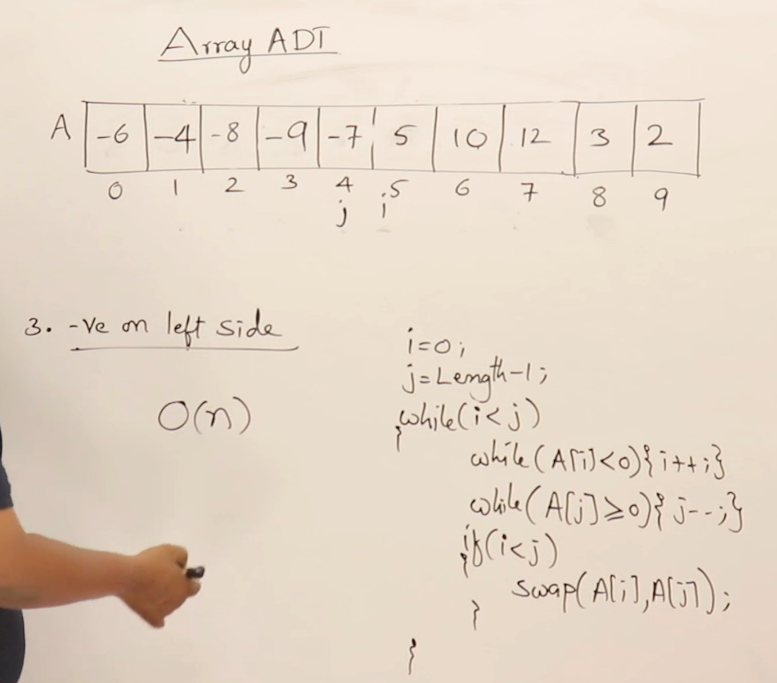 Array ADT
A -6 -4 -8 -9 -7 5 10 12 3 2
0 1 2 3 4 5 6 7 8 9
j i
3. -ve on left side
O(n)
i=0;
j=Length-1;
while(i<j)
{
while(A[i]<0){i++;}
while(A[j]≥0){j--;}
if(i<j)
{
swap(A[i],A[j]);
}
}